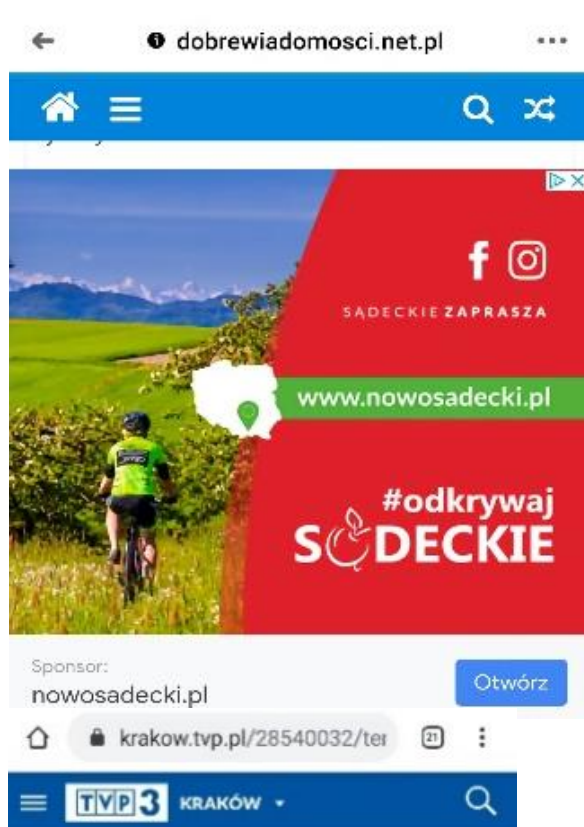 dobrewiadomosci.net.pl
SĄDECKIE ZAPRASZA
www.nowosadecki.pl
#odkrywaj
SĄDECKIE
Sponsor:
nowosadecki.pl
Otwórz
krakow.tvp.pl/28540032/ter
21
TVP3 KRAKÓW